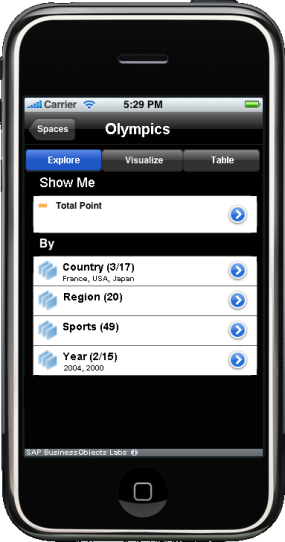 Carrier 5:29 PM
Spaces Olympics
Explore Visualize Table
Show Me
Total Point
By
Country (3/17)
France, USA, Japan
Region (20)
Sports (49)
Year (2/15)
2004, 2000
SAP BusinessObjects Labs